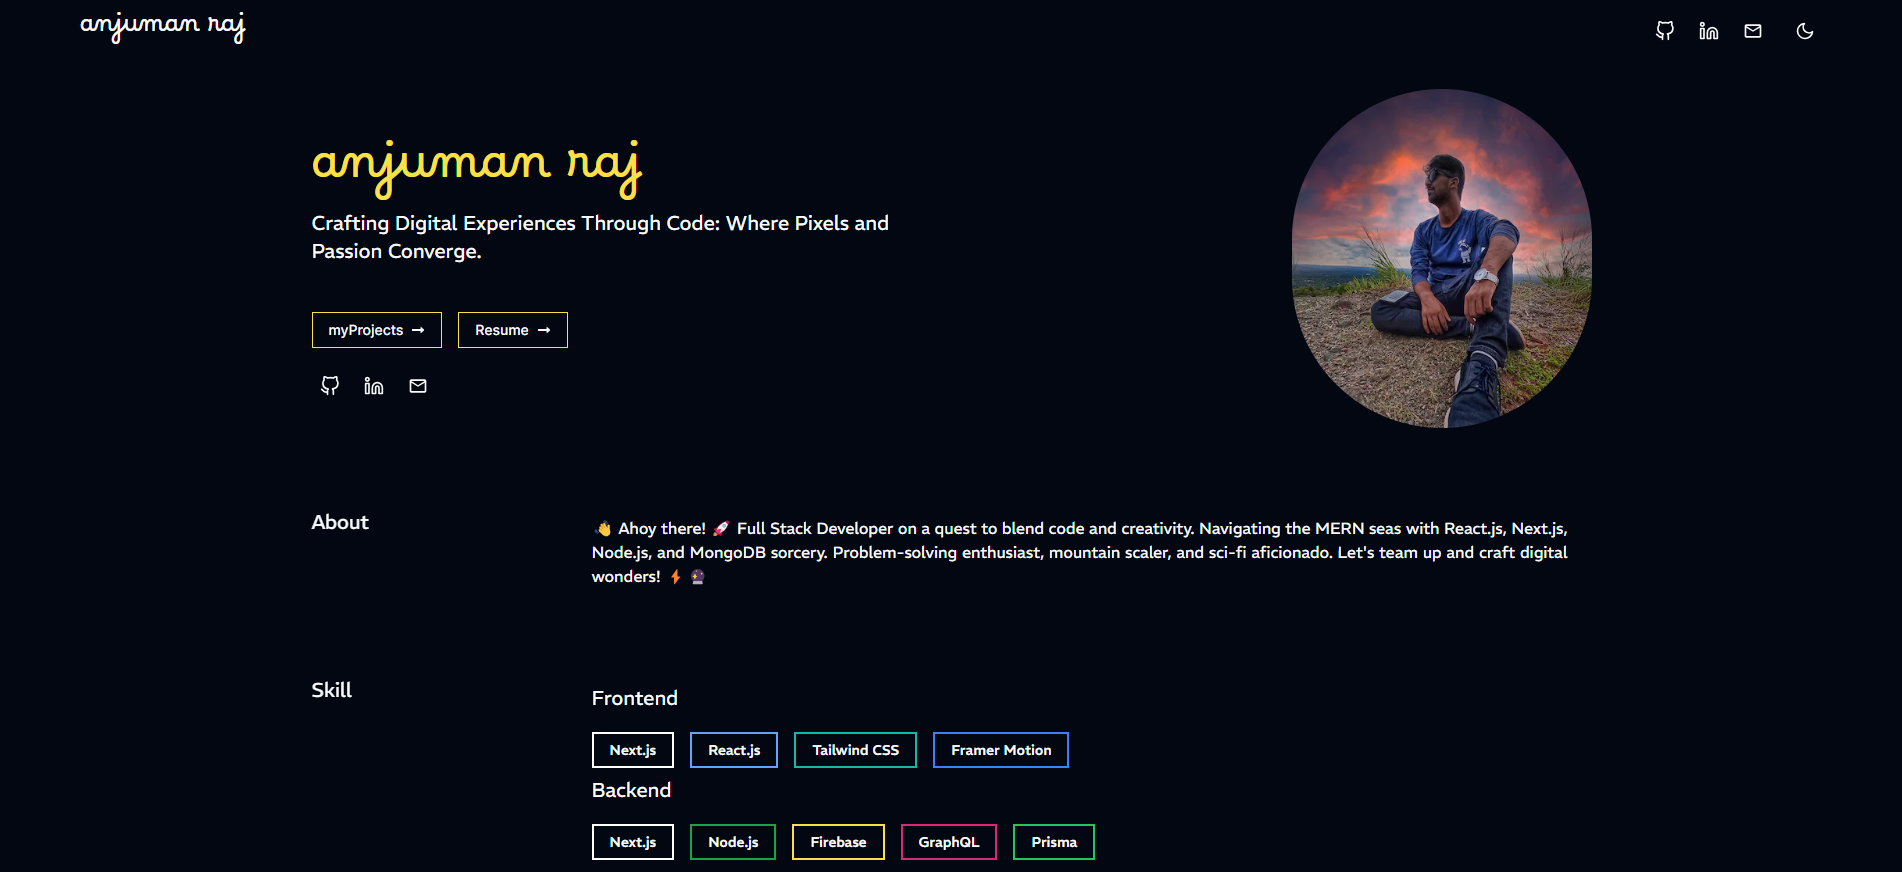 anjuman raj
anjuman raj
Crafting Digital Experiences Through Code: Where Pixels and
Passion Converge.
myProjects →
Resume →
About
👋 Ahoy there! 🚀 Full Stack Developer on a quest to blend code and creativity. Navigating the MERN seas with React.js, Next.js,
Node.js, and MongoDB sorcery. Problem-solving enthusiast, mountain scaler, and sci-fi aficionado. Let's team up and craft digital
wonders! ⚡ 🔮
Skill
Frontend
Next.js
React.js
Tailwind CSS
Framer Motion
Backend
Next.js
Node.js
Firebase
GraphQL
Prisma